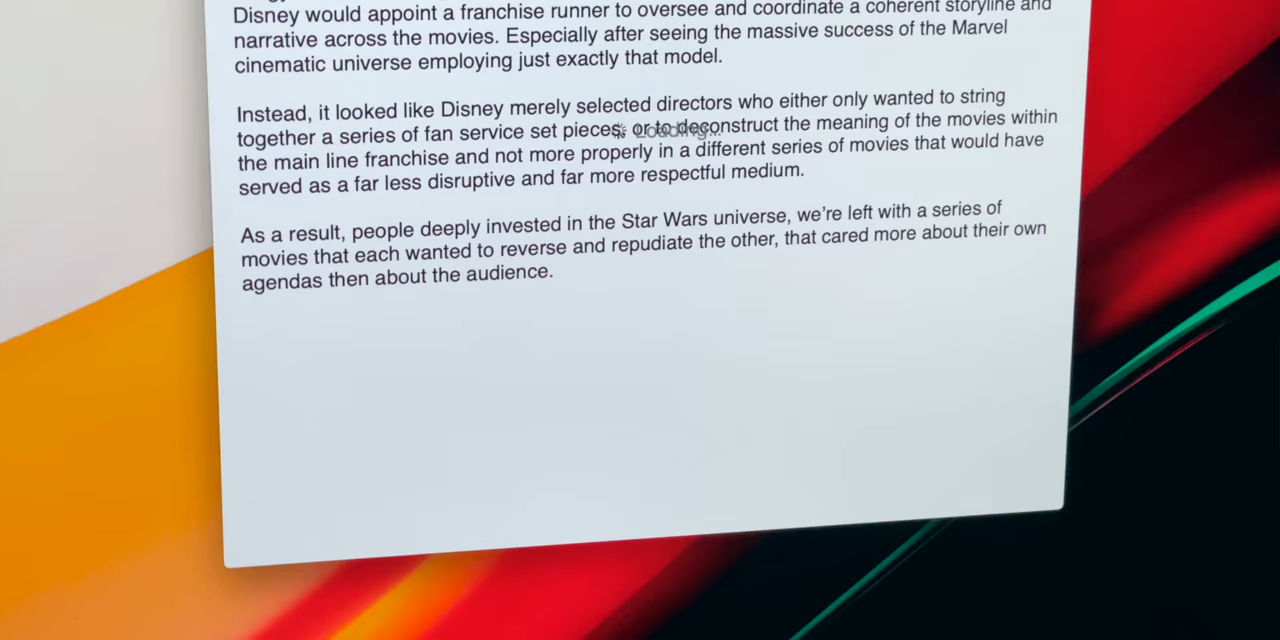 Disney would appoint a franchise runner to oversee and coordinate a coherent storyline and
narrative across the movies. Especially after seeing the massive success of the Marvel
cinematic universe employing just exactly that model.
Instead, it looked like Disney merely selected directors who either only wanted to string
together a series of fan service set pieces, or to deconstruct the meaning of the movies within
the main line franchise and not more properly in a different series of movies that would have
served as a far less disruptive and far more respectful medium.
Loading...
As a result, people deeply invested in the Star Wars universe, we’re left with a series of
movies that each wanted to reverse and repudiate the other, that cared more about their own
agendas then about the audience.